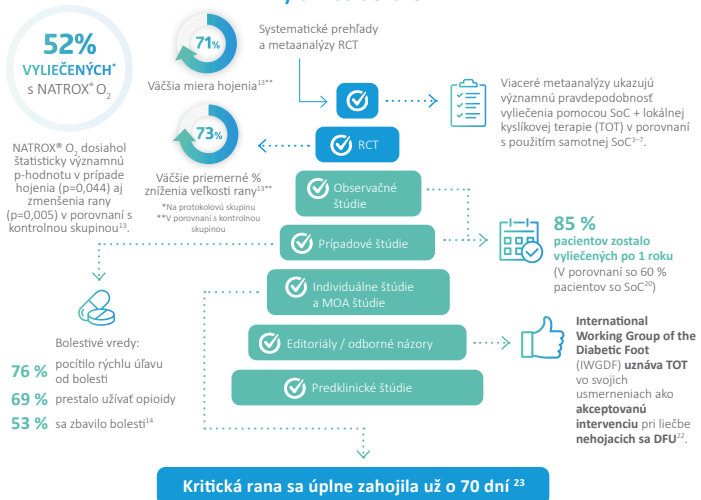 52%
VYLIEČENÝCH*
s NATROX® O₂
NATROX® O₂ dosiahol
štatisticky významnú
p-hodnotu v prípade
hojenia (p=0,044) aj
zmenšenia rany
(p=0,005) v porovnaní s
kontrolnou skupinou¹³.
71%
Väčšia miera hojenia¹³**
73%
Väčšie priemerné %
zníženia veľkosti rany¹³**
*Na protokolovú skupinu
**V porovnaní s kontrolnou
skupinou
Systematické prehľady
a metaanalýzy RCT
RCT
Observačné
štúdie
Prípadové štúdie
Individuálne štúdie
a MOA štúdie
Editoriály / odborné názory
Predklinické štúdie
Viaceré metaanalýzy ukazujú
významnú pravdepodobnosť
vyliečenia pomocou SoC + lokálnej
kyslíkovej terapie (TOT) v porovnaní
s použitím samotnej SoC³⁻⁷.
85 %
pacientov zostalo
vyliečených po 1 roku
(V porovnaní so 60 %
pacientov so SoC²⁰)
International
Working Group of the
Diabetic Foot
(IWGDF) uznáva TOT
vo svojich
usmerneniach ako
akceptovanú
intervenciu pri liečbe
nehojacich sa DFU²².
Bolestivé vredy:
76 % pocítilo rýchlu úľavu
od bolesti
69 % prestalo užívať opioidy
53 % sa zbavilo bolesti¹⁴
Kritická rana sa úplne zahojila už o 70 dní ²³